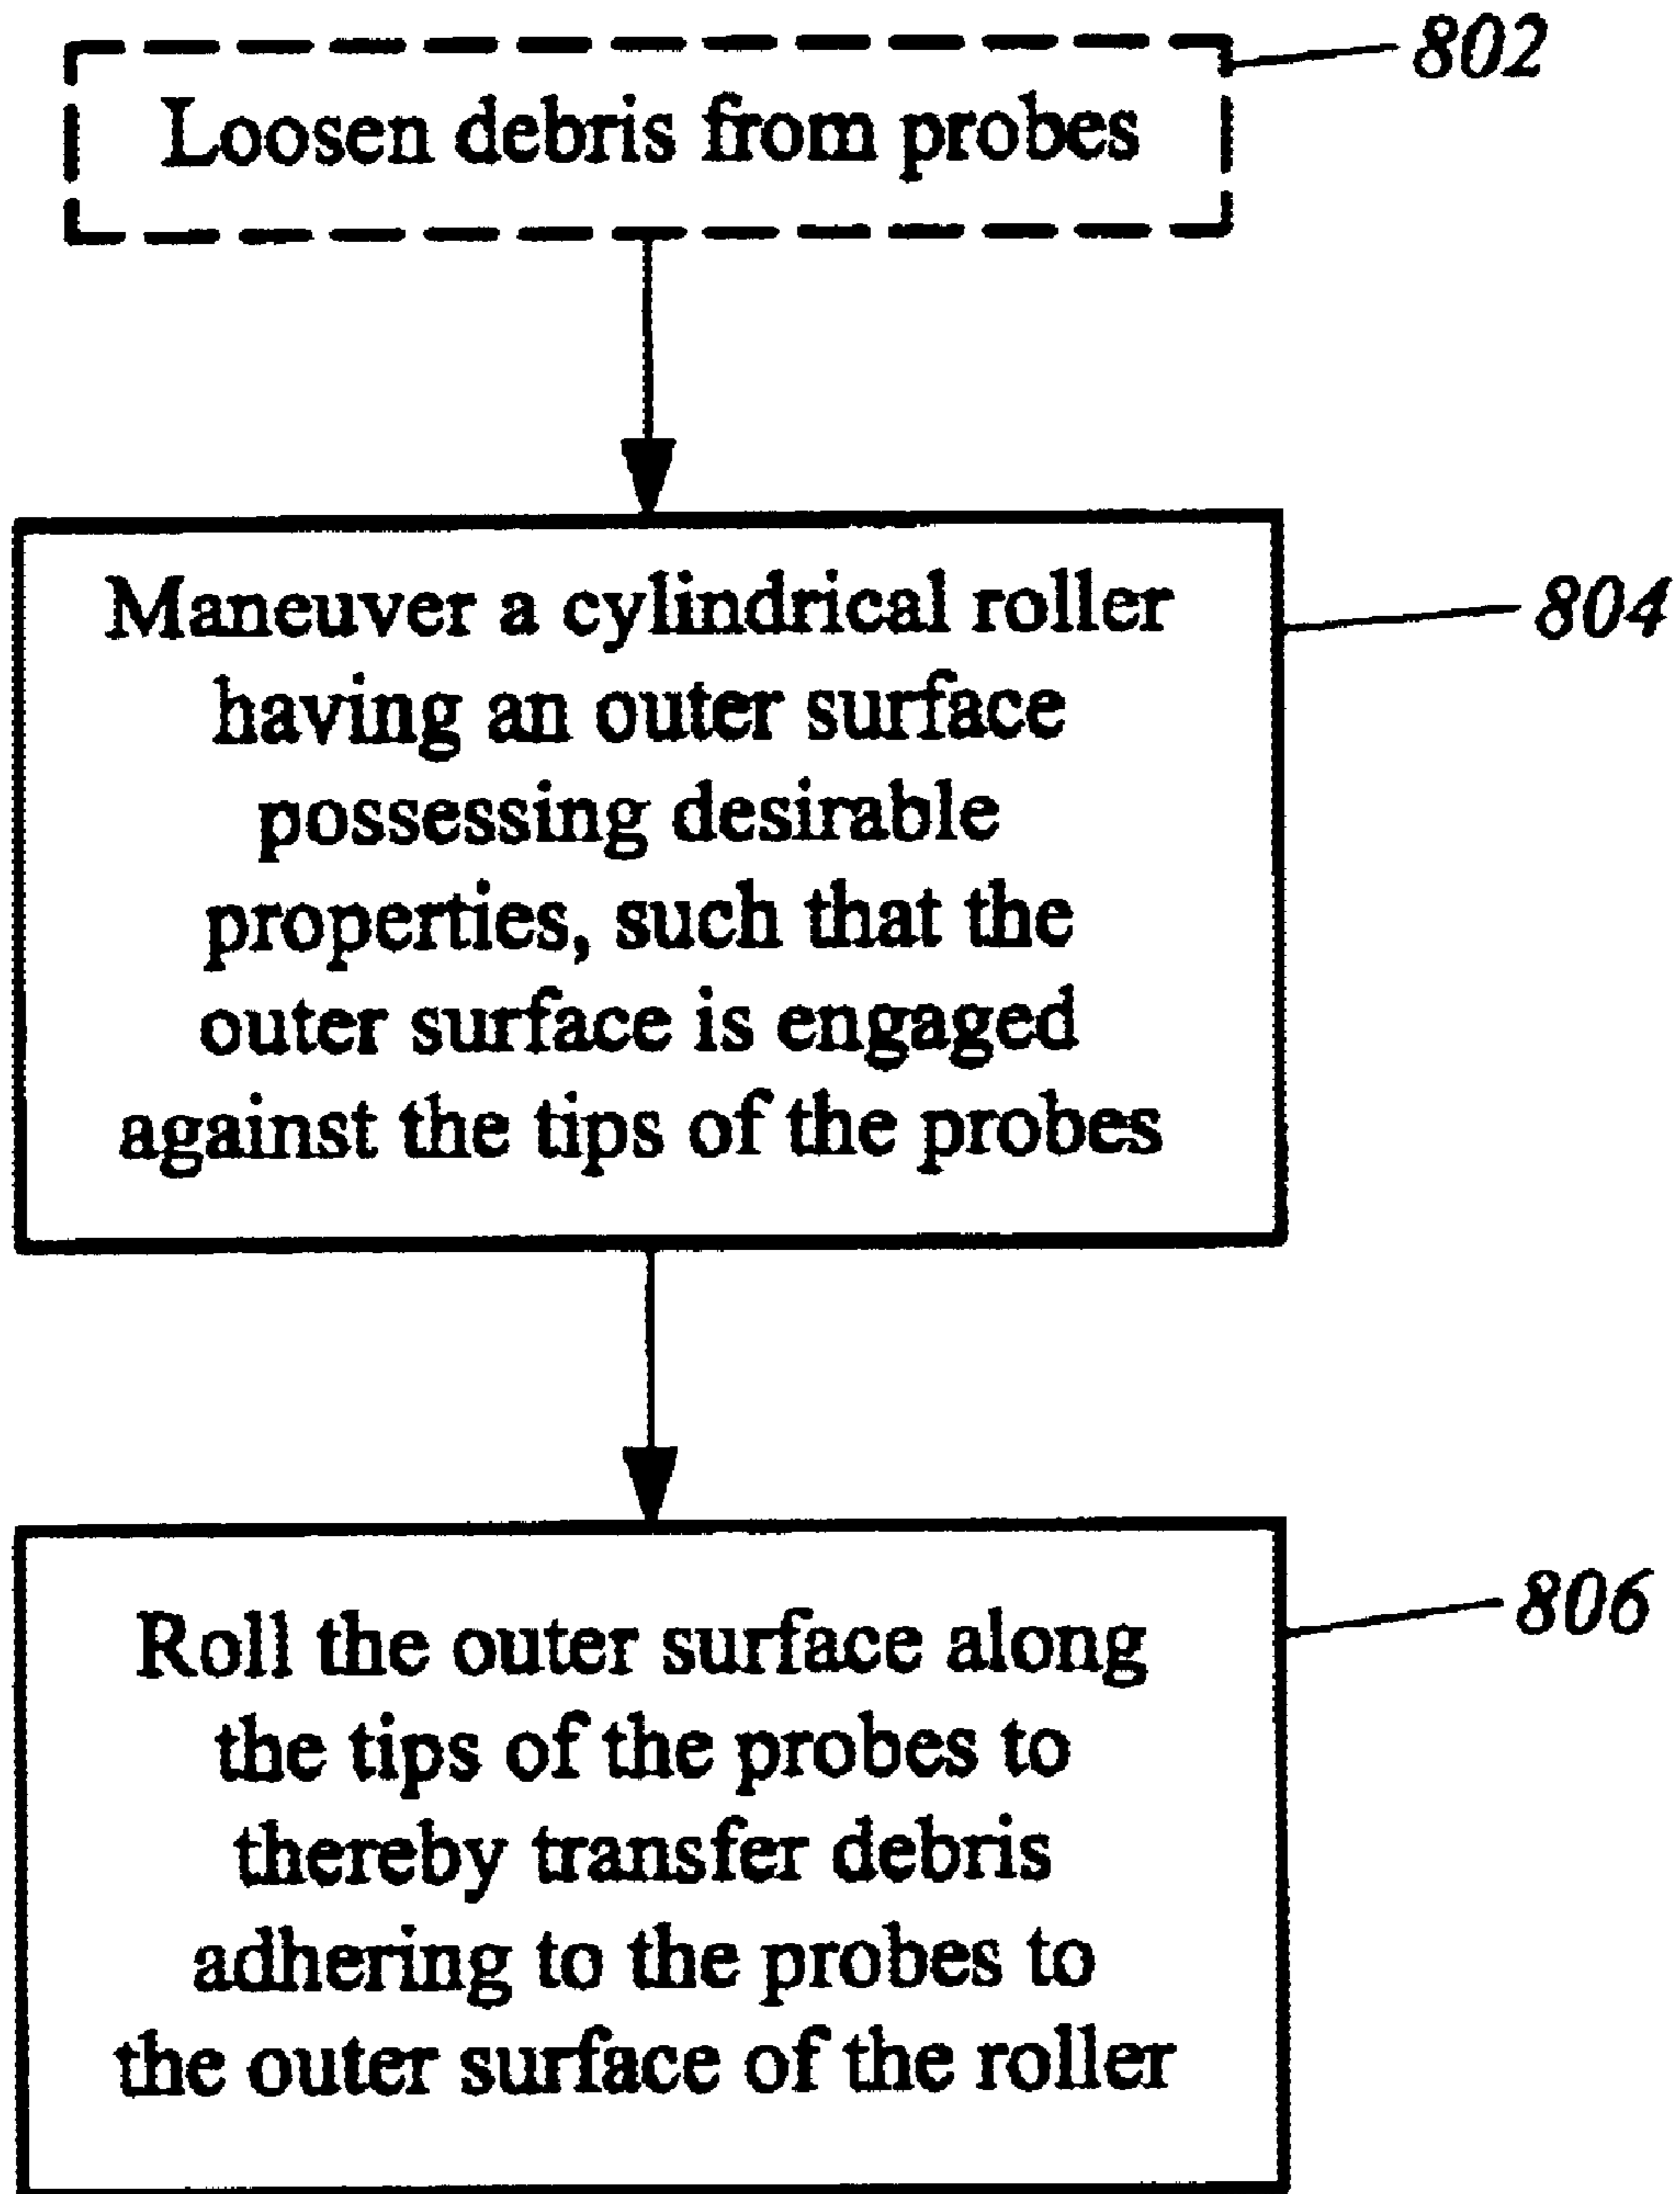 802
Loosen debris from probes
Maneuver a cylindrical roller
804
having an outer surface
possessing desirable
properties, such that the
outer surface is engaged
against the tips of the probes
806
Roll the outer surface along
the tips of the probes to
thereby transfer debris
adhering to the probes to
the outer surface of the roller